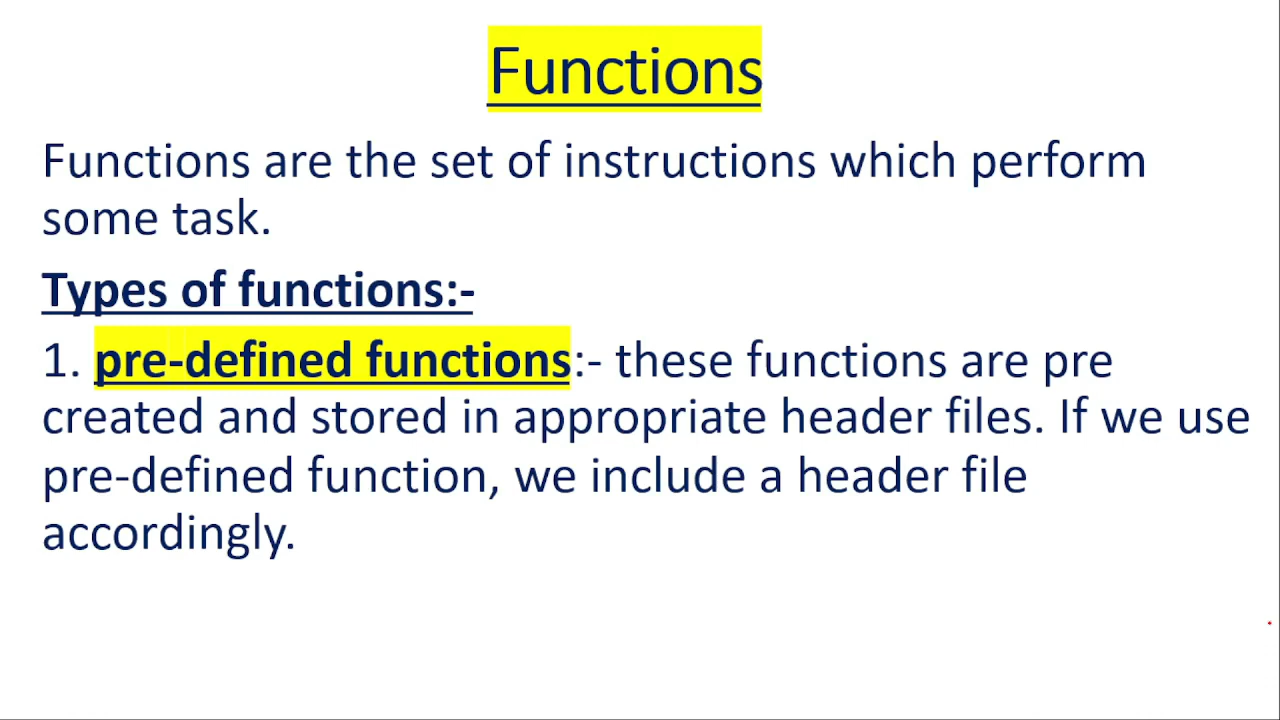 Functions
Functions are the set of instructions which perform
some task.
Types of functions:-
1. pre-defined functions:- these functions are pre
created and stored in appropriate header files. If we use
pre-defined function, we include a header file
accordingly.